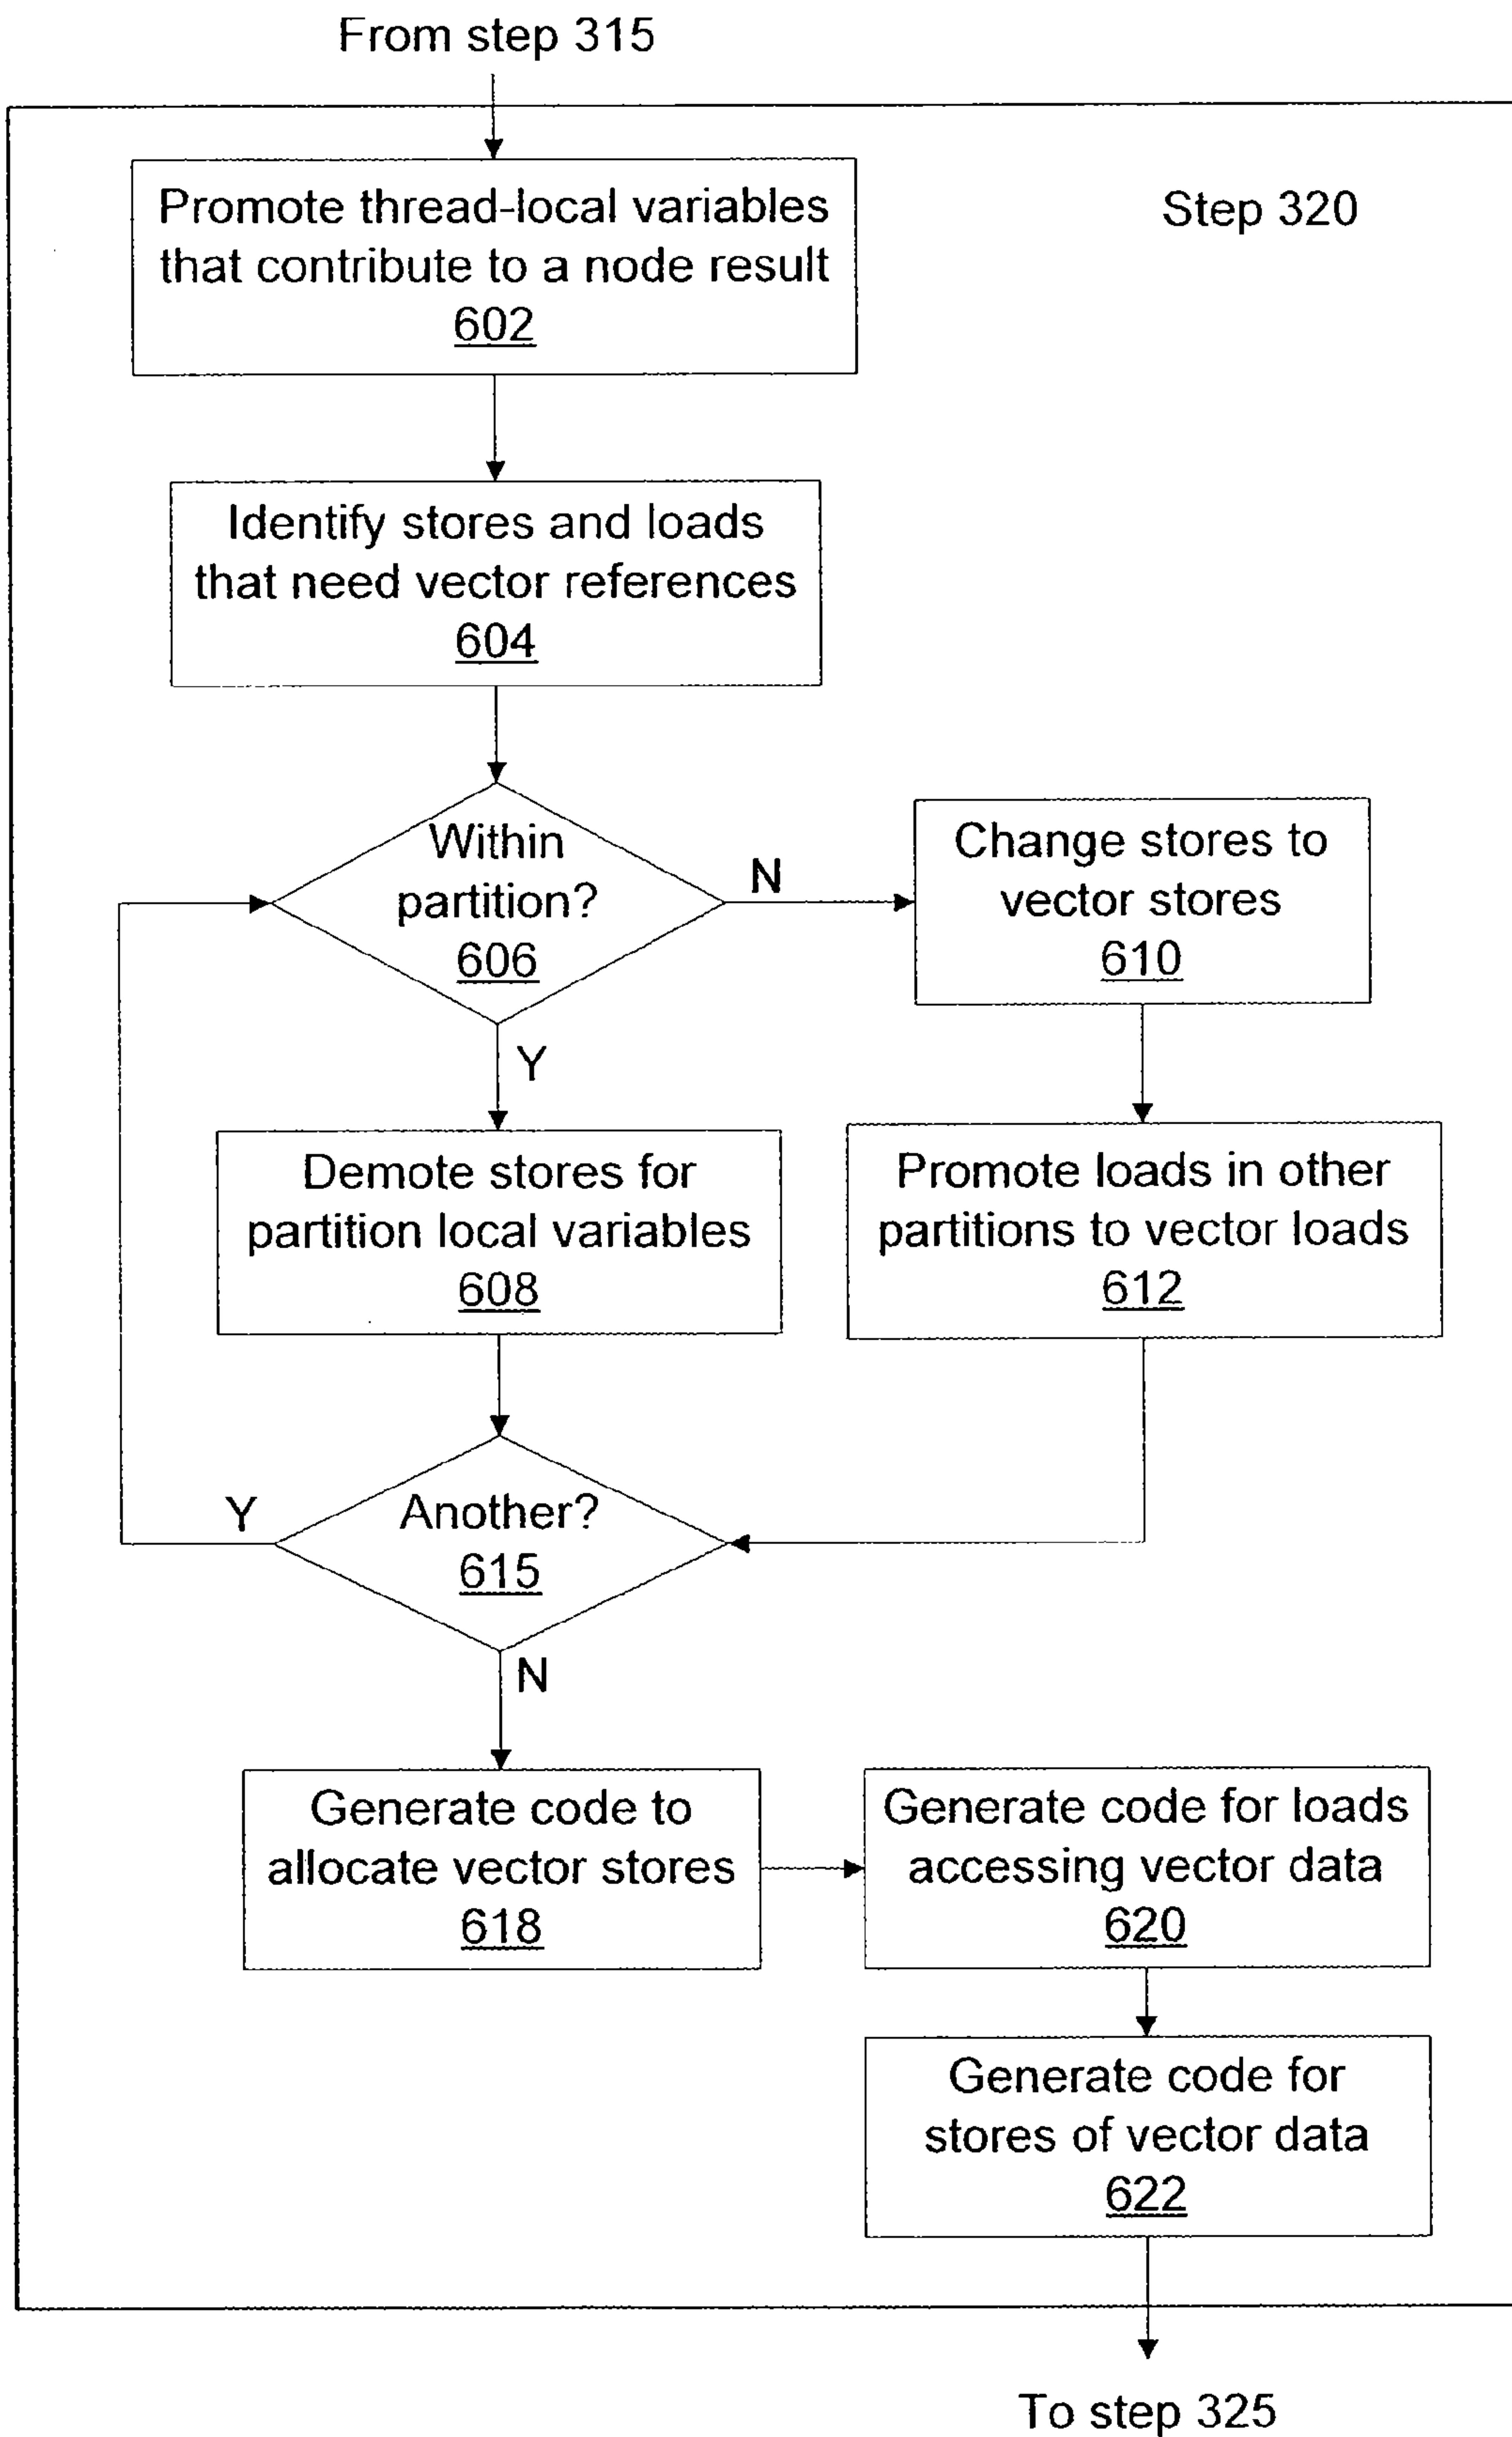 From step 315
Promote thread-local variables
that contribute to a node result
602
Step 320
Identify stores and loads
that need vector references
604
Within
partition?
606
N
Change stores to
vector stores
610
Y
Demote stores for
partition local variables
608
Promote loads in other
partitions to vector loads
612
Y
Another?
615
N
Generate code to
allocate vector stores
618
Generate code for loads
accessing vector data
620
Generate code for
stores of vector data
622
To step 325